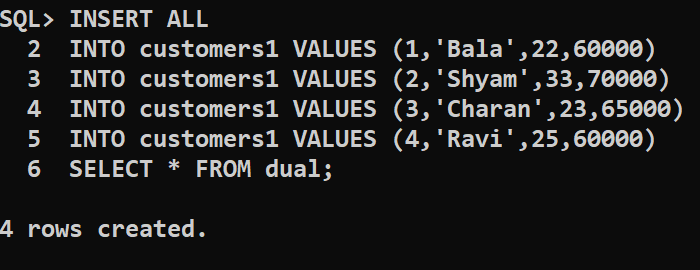 SQL> INSERT ALL
2 INTO customers1 VALUES (1,'Bala',22,60000)
3 INTO customers1 VALUES (2,'Shyam',33,70000)
4 INTO customers1 VALUES (3,'Charan',23,65000)
5 INTO customers1 VALUES (4,'Ravi',25,60000)
6 SELECT * FROM dual;
4 rows created.